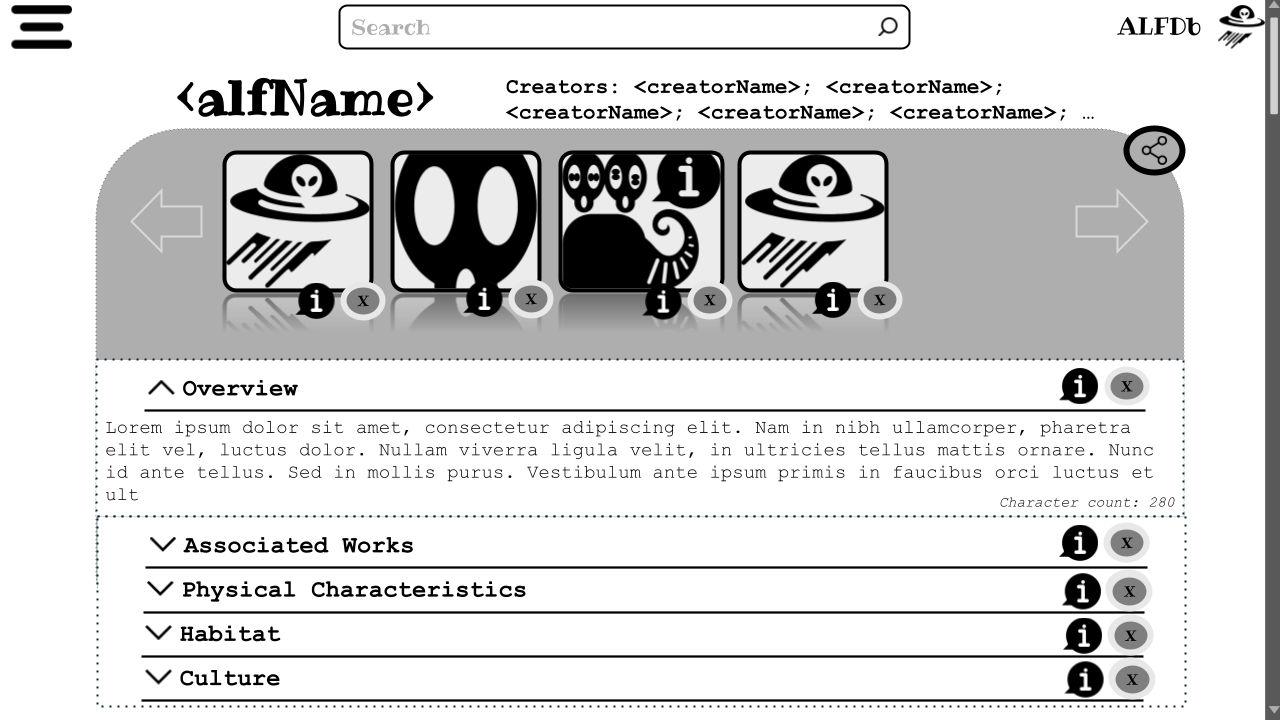 Search
ALFDb
<alfName>
Creators: <creatorName>; <creatorName>;
<creatorName>; <creatorName>; <creatorName>; …
i
i x
i x
i x
i x
Overview i x
Lorem ipsum dolor sit amet, consectetur adipiscing elit. Nam in nibh ullamcorper, pharetra
elit vel, luctus dolor. Nullam viverra ligula velit, in ultricies tellus mattis ornare. Nunc
id ante tellus. Sed in mollis purus. Vestibulum ante ipsum primis in faucibus orci luctus et
ult
Character count: 280
Associated Works i x
Physical Characteristics i x
Habitat i x
Culture i x